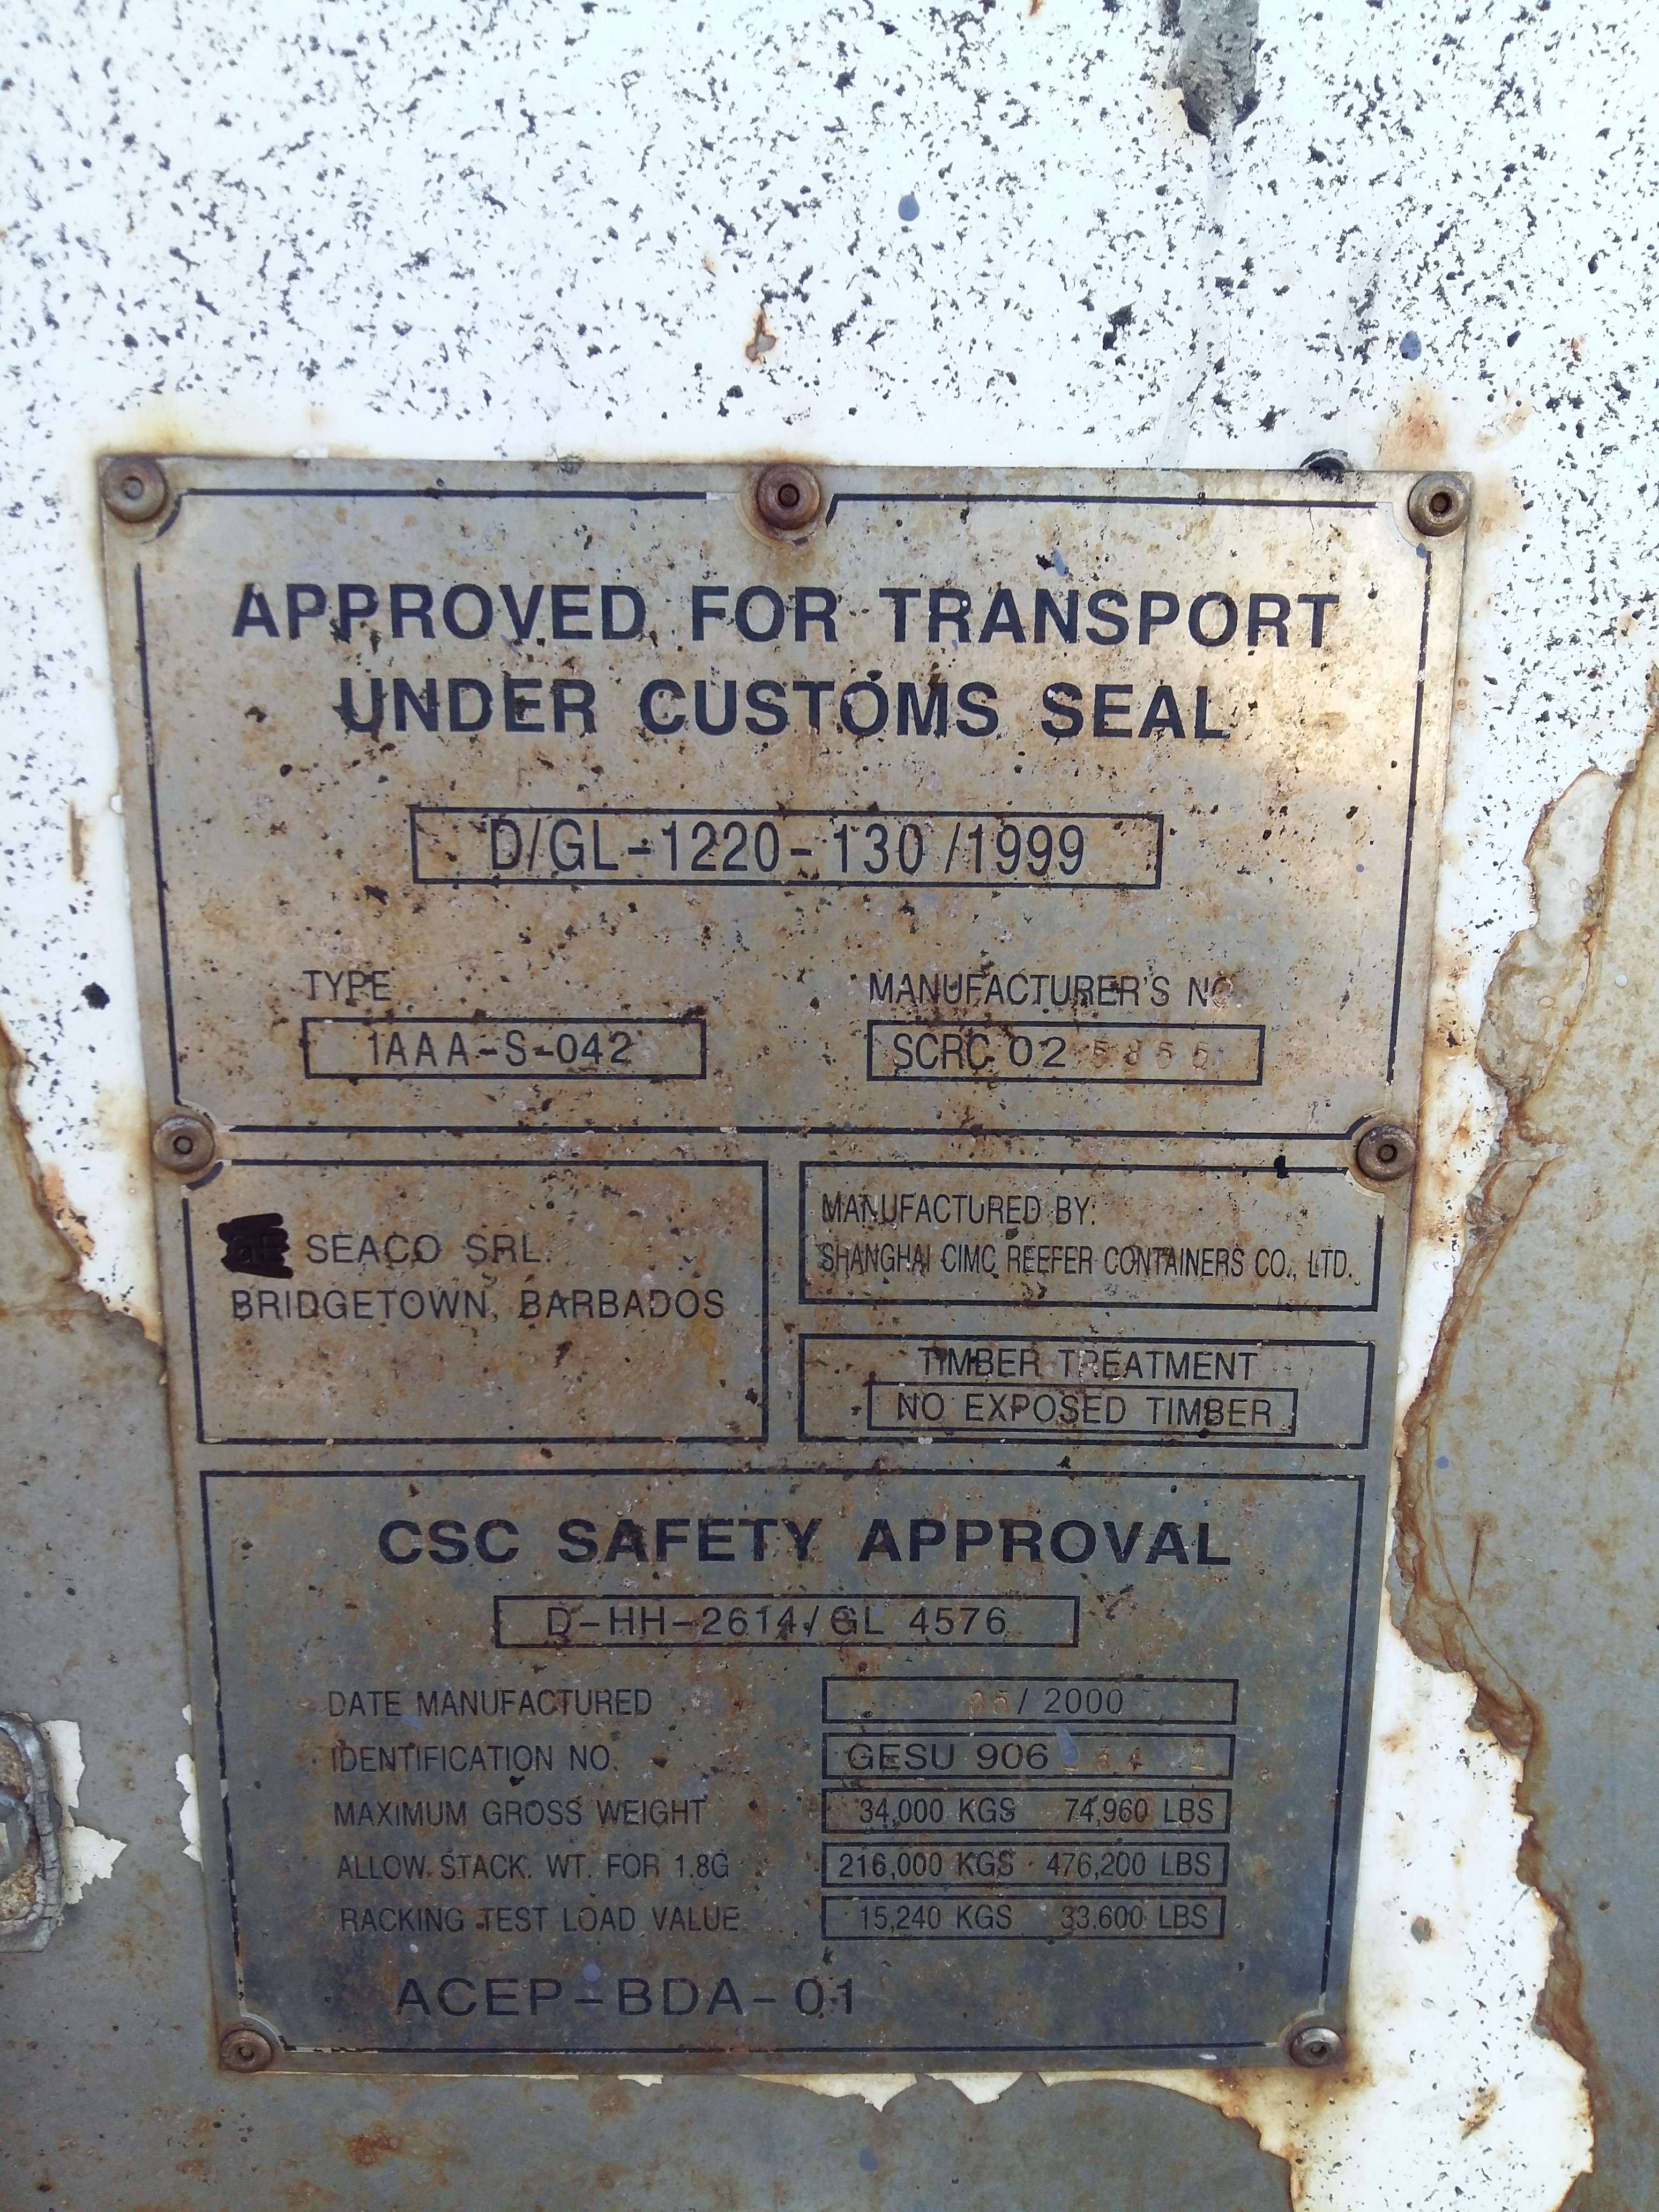 APPROVED FOR TRANSPORT
UNDER CUSTOMS SEAL
D/GL-1220-130/1999
TYPE
1AAA-S-042
MANUFACTURER'S NO.
SCRC 02
SEACO SRL.
BRIDGETOWN, BARBADOS
MANUFACTURED BY:
SHANGHAI CIMC REEFER CONTAINERS CO., LTD.
TIMBER TREATMENT
NO EXPOSED TIMBER
CSC SAFETY APPROVAL
D-HH-2614/GL 4576
DATE MANUFACTURED 05/2000
IDENTIFICATION NO. GESU 906
MAXIMUM GROSS WEIGHT 34,000 KGS 74,960 LBS
ALLOW. STACK. WT. FOR 1.8G 216,000 KGS 476,200 LBS
RACKING TEST LOAD VALUE 15,240 KGS 33.600 LBS
ACEP-BDA-01